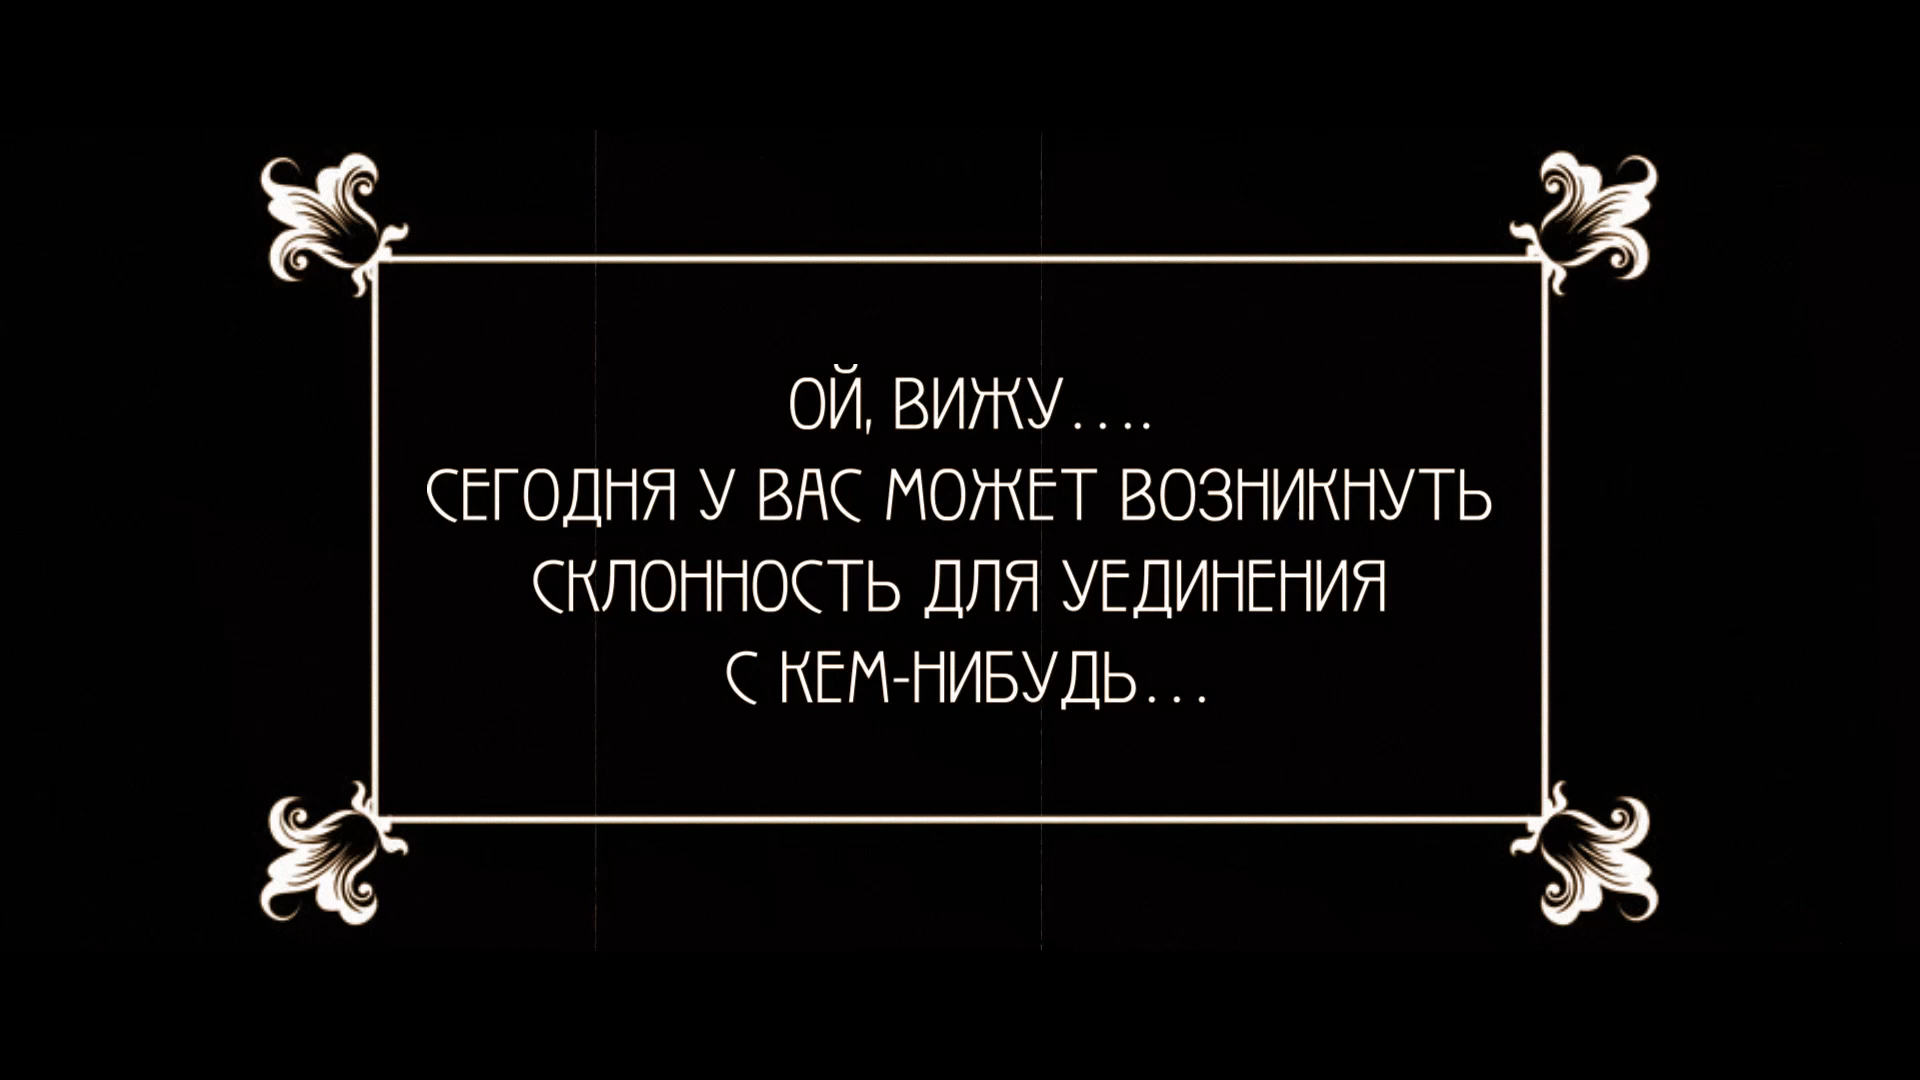 ОЙ, ВИЖУ....
СЕГОДНЯ У ВАС МОЖЕТ ВОЗНИКНУТЬ
СКЛОННОСТЬ ДЛЯ УЕДИНЕНИЯ
С КЕМ-НИБУДЬ...